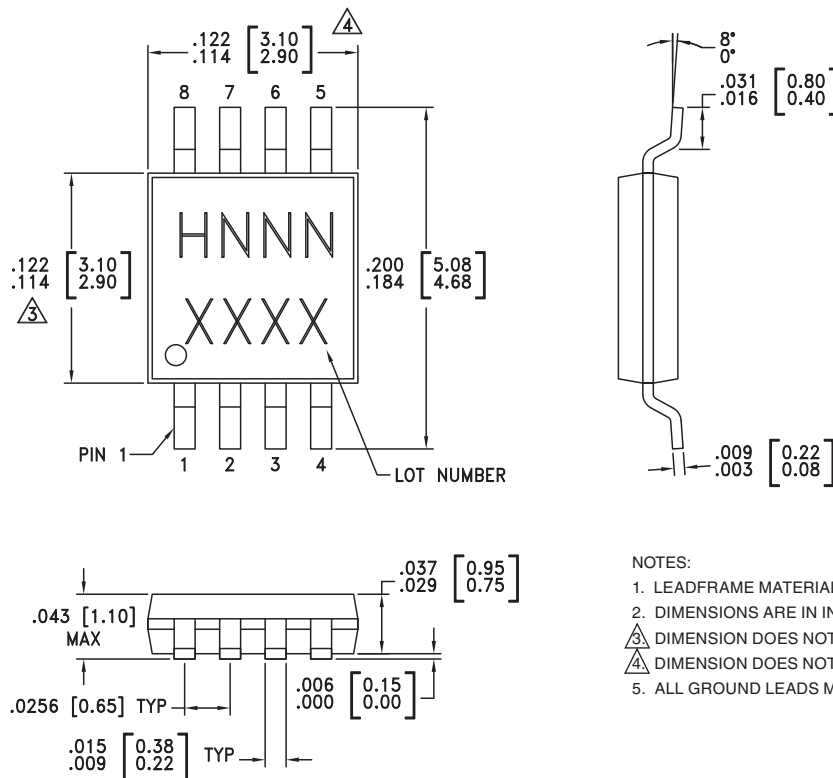 4
.122 [3.10]
.114 [2.90]
8 7 6 5
HNNN
XXXX
.122 [3.10]
.114 [2.90]
3
.200 [5.08]
.184 [4.68]
PIN 1
1 2 3 4
LOT NUMBER
8°
0°
.031 [0.80]
.016 [0.40]
.009 [0.22]
.003 [0.08]
.037 [0.95]
.029 [0.75]
.043 [1.10]
MAX
.0256 [0.65] TYP
.006 [0.15]
.000 [0.00]
.015 [0.38]
.009 [0.22]
TYP
NOTES:
1. LEADFRAME MATERIAL
2. DIMENSIONS ARE IN
3. DIMENSION DOES NOT
4. DIMENSION DOES NOT
5. ALL GROUND LEADS